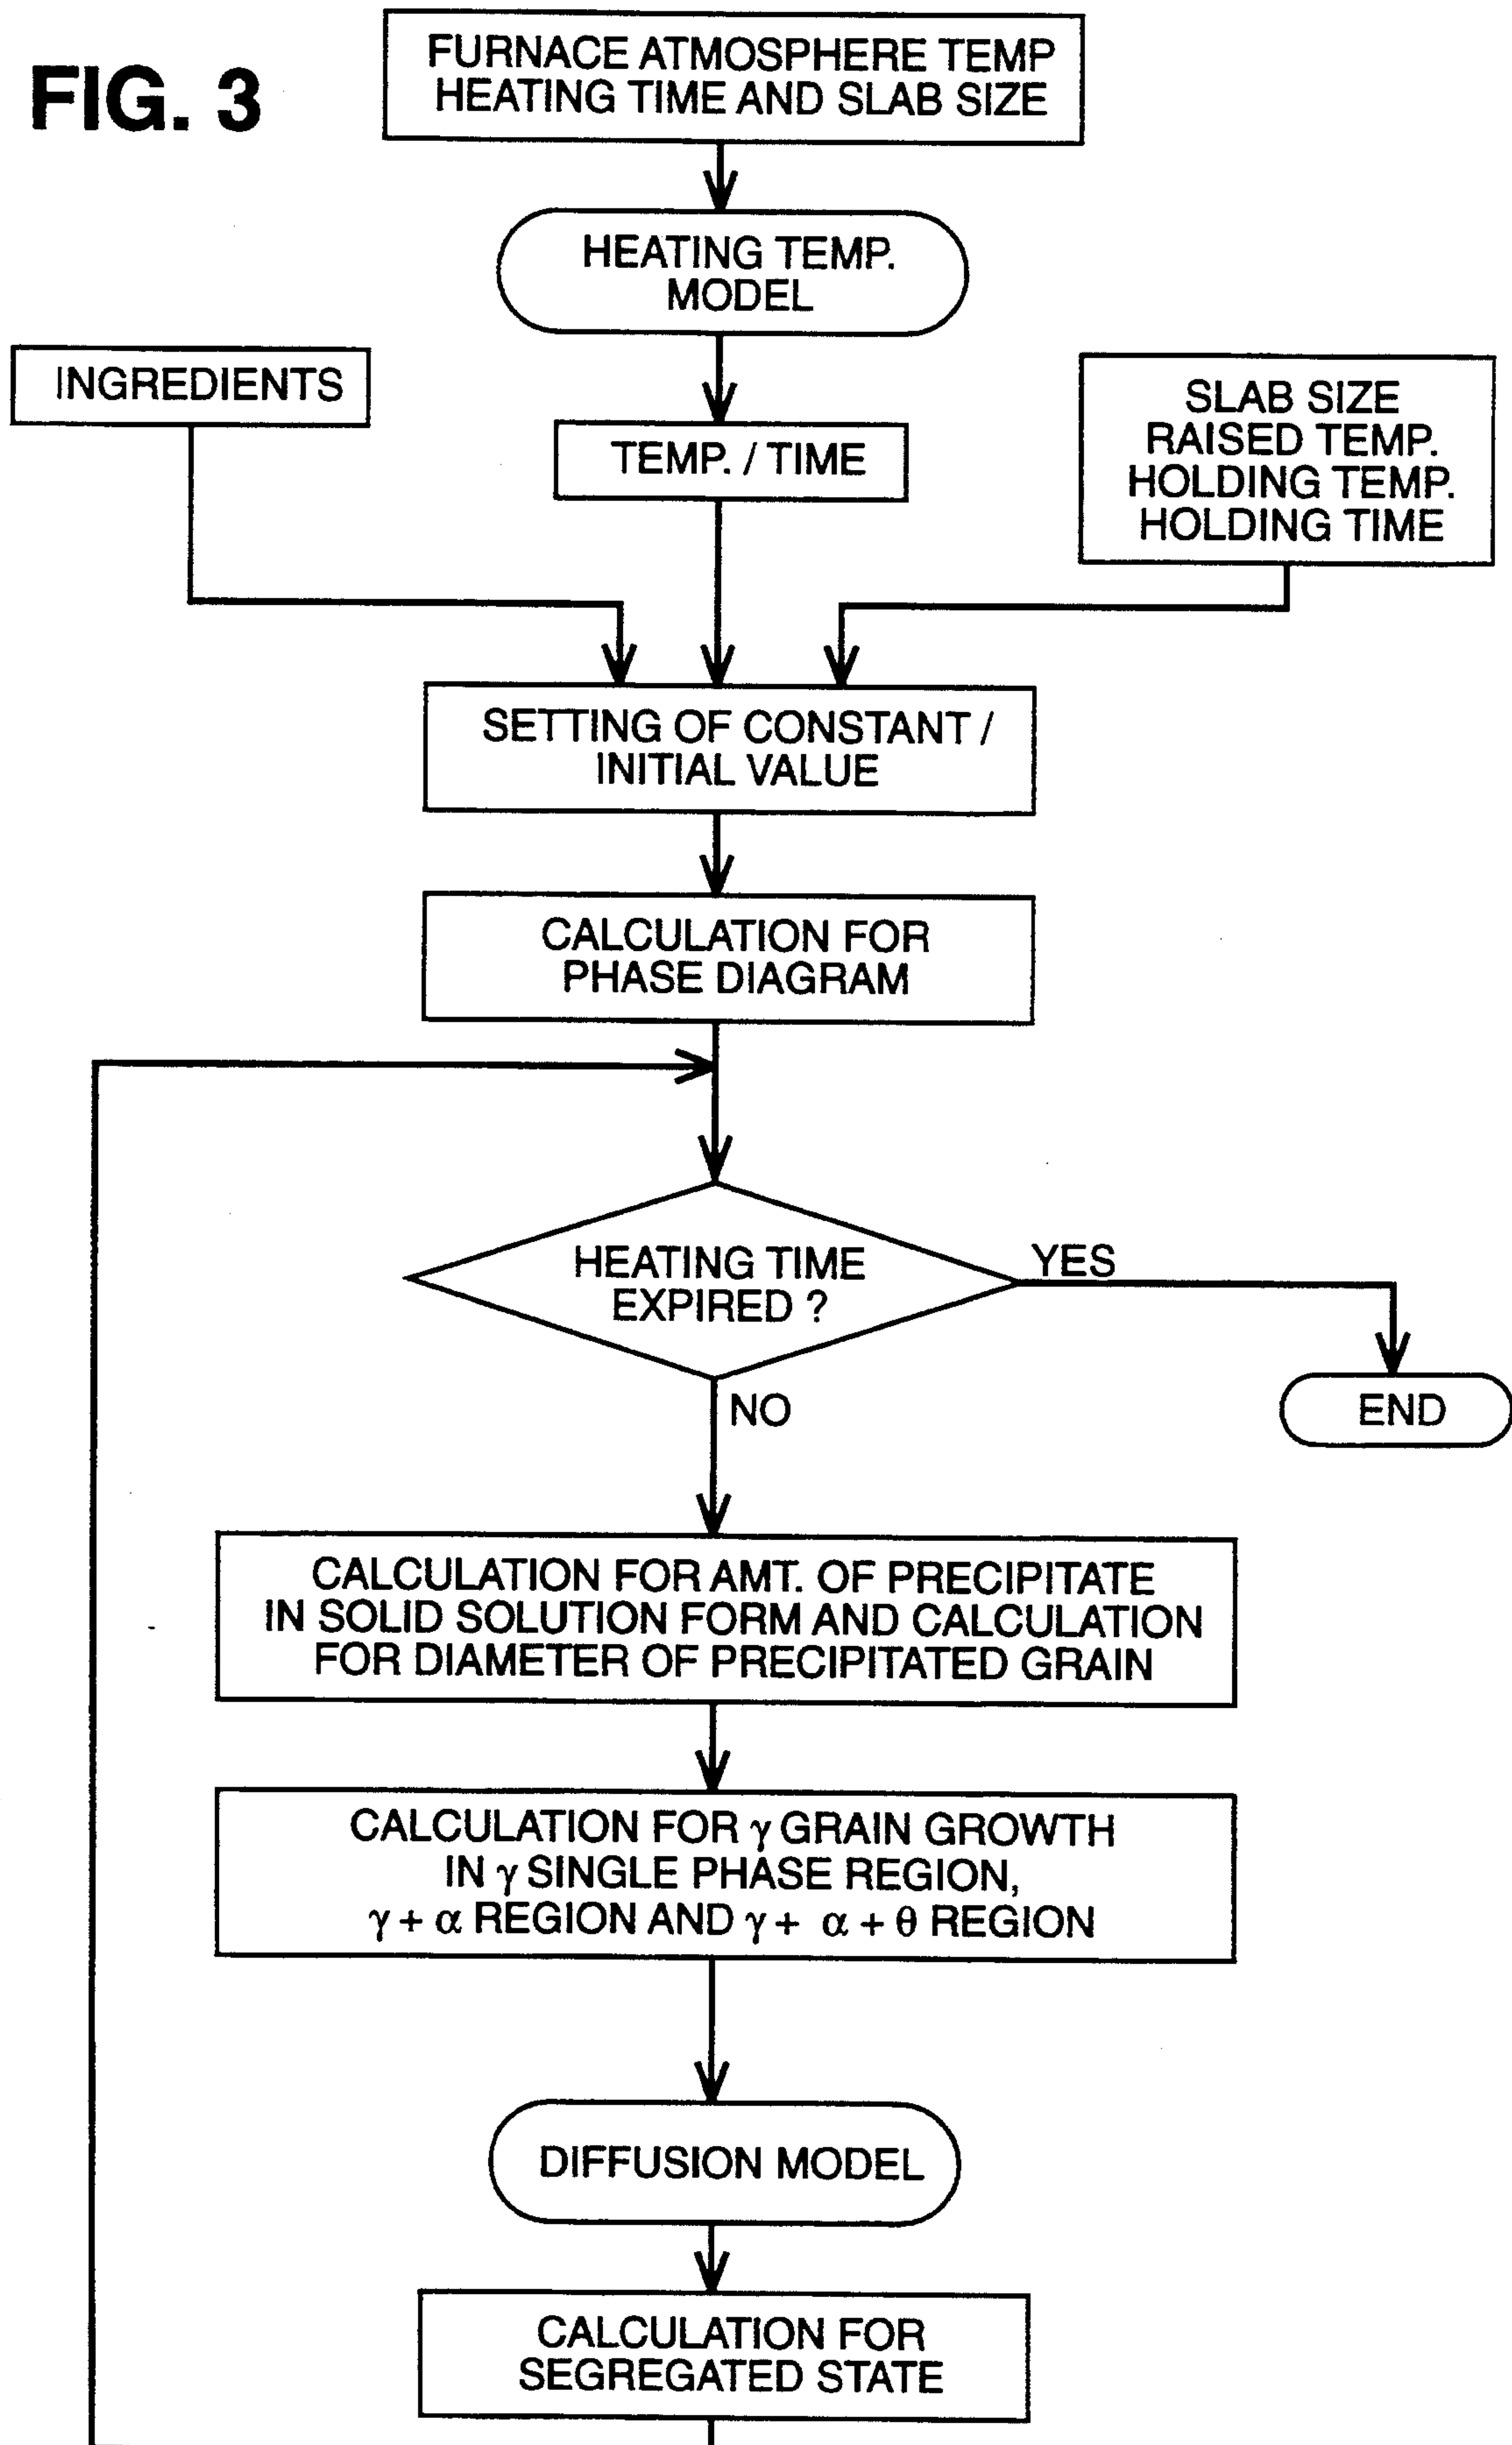 FIG. 3
FURNACE ATMOSPHERE TEMP
HEATING TIME AND SLAB SIZE
HEATING TEMP.
MODEL
INGREDIENTS
TEMP. / TIME
SLAB SIZE
RAISED TEMP.
HOLDING TEMP.
HOLDING TIME
SETTING OF CONSTANT /
INITIAL VALUE
CALCULATION FOR
PHASE DIAGRAM
HEATING TIME
EXPIRED ?
YES
END
NO
CALCULATION FOR AMT. OF PRECIPITATE
IN SOLID SOLUTION FORM AND CALCULATION
FOR DIAMETER OF PRECIPITATED GRAIN
CALCULATION FOR γ GRAIN GROWTH
IN γ SINGLE PHASE REGION,
γ + α REGION AND γ + α + θ REGION
DIFFUSION MODEL
CALCULATION FOR
SEGREGATED STATE